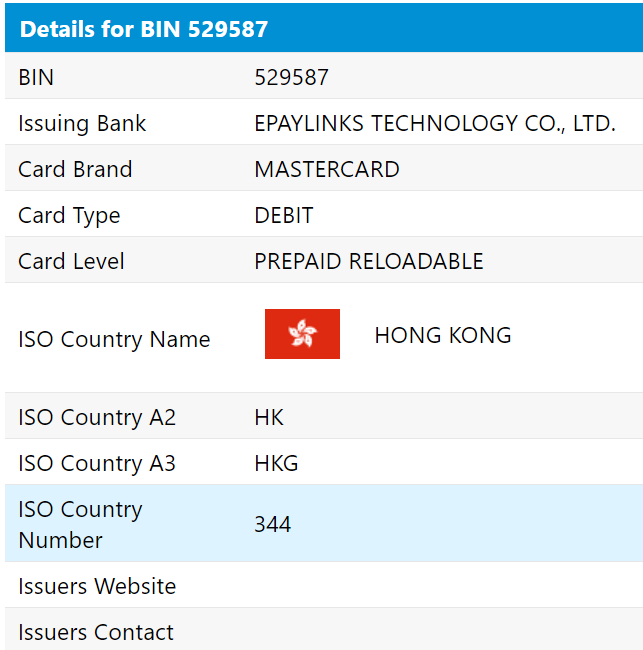 Details for BIN 529587
BIN 529587
Issuing Bank EPAYLINKS TECHNOLOGY CO., LTD.
Card Brand MASTERCARD
Card Type DEBIT
Card Level PREPAID RELOADABLE
ISO Country Name HONG KONG
ISO Country A2 HK
ISO Country A3 HKG
ISO Country
Number 344
Issuers Website
Issuers Contact